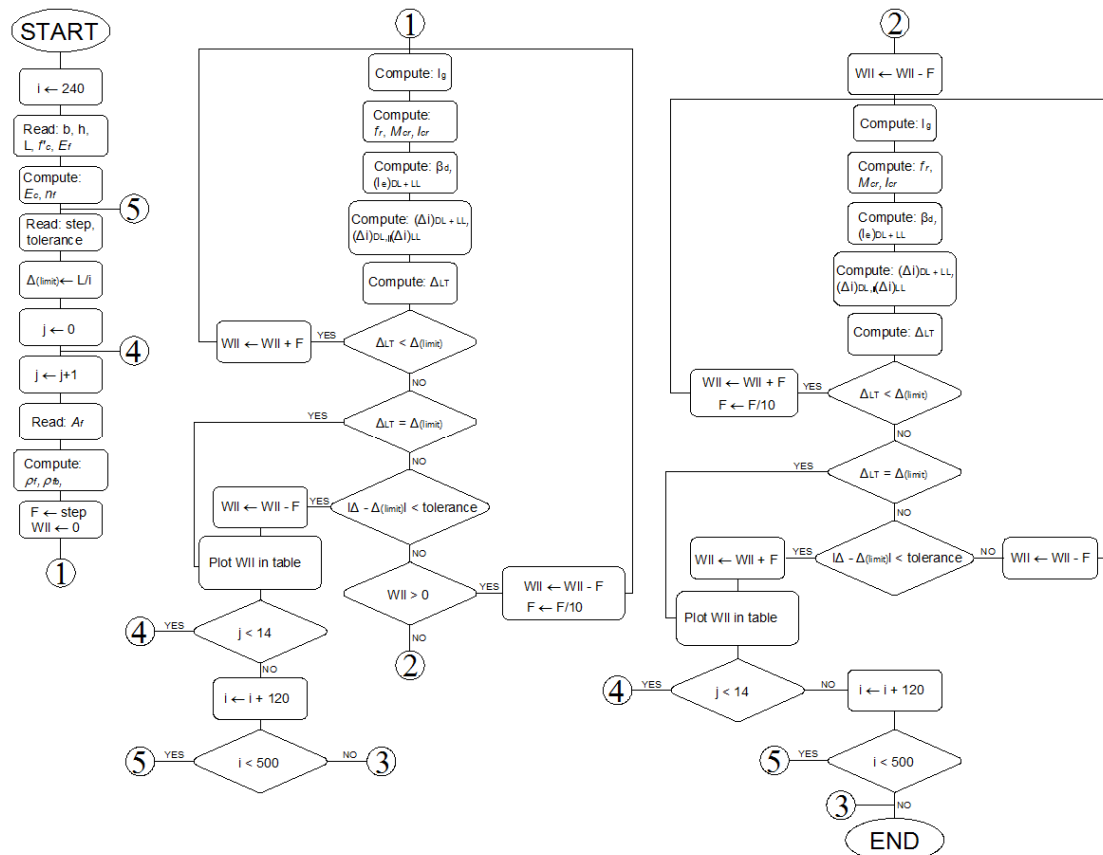 START
i ← 240
Read: b, h,
L, f'c, Ef
Compute:
Ec, nf
5
Read: step,
tolerance
Δ(limit)← L/i
j ← 0
4
j ← j+1
Read: Af
Compute:
ρf, ρfb,
F ← step
Wll ← 0
1
1
Compute: Ig
Compute:
fr, Mcr, Icr
Compute: βd,
(Ie)DL + LL
Compute: (Δi)DL + LL,
(Δi)DL, (Δi)LL
Compute: ΔLT
Wll ← Wll + F
YES
ΔLT < Δ(limit)
NO
YES
ΔLT = Δ(limit)
NO
Wll ← Wll - F
YES
|Δ - Δ(limit)| < tolerance
NO
Plot Wll in table
Wll > 0
YES
Wll ← Wll - F
F ← F/10
NO
2
4
YES
j < 14
NO
i ← i + 120
5
YES
i < 500
NO
3
2
Wll ← Wll - F
Compute: Ig
Compute: fr,
Mcr, Icr
Compute: βd,
(Ie)DL + LL
Compute: (Δi)DL + LL,
(Δi)DL, (Δi)LL
Compute: ΔLT
Wll ← Wll + F
F ← F/10
YES
ΔLT < Δ(limit)
NO
YES
ΔLT = Δ(limit)
NO
Wll ← Wll + F
YES
|Δ - Δ(limit)| < tolerance
NO
Wll ← Wll - F
Plot Wll in table
4
YES
j < 14
NO
i ← i + 120
5
YES
i < 500
3
NO
END